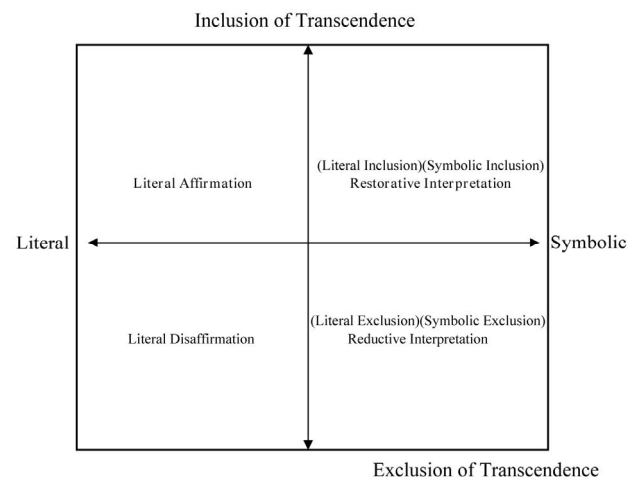 Inclusion of Transcendence
(Literal Inclusion)(Symbolic Inclusion)
Literal Affirmation
Restorative Interpretation
Literal
Symbolic
(Literal Exclusion)(Symbolic Exclusion)
Literal Disaffirmation
Reductive Interpretation
Exclusion of Transcendence